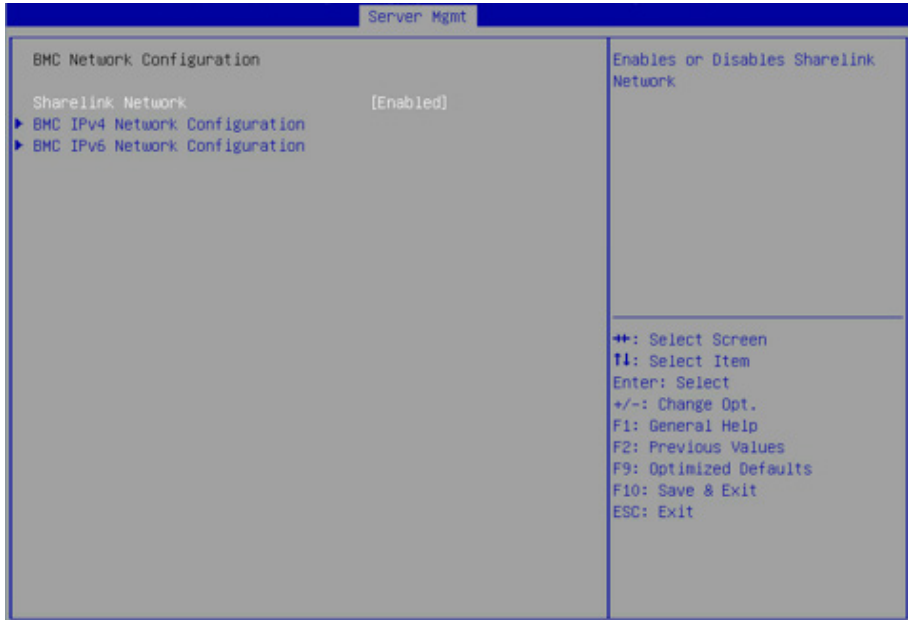 Server Mgmt
BMC Network Configuration
Sharelink Network [Enabled]
BMC IPv4 Network Configuration
BMC IPv6 Network Configuration
Enables or Disables Sharelink
Network
→←: Select Screen
↑↓: Select Item
Enter: Select
+/-: Change Opt.
F1: General Help
F2: Previous Values
F9: Optimized Defaults
F10: Save & Exit
ESC: Exit